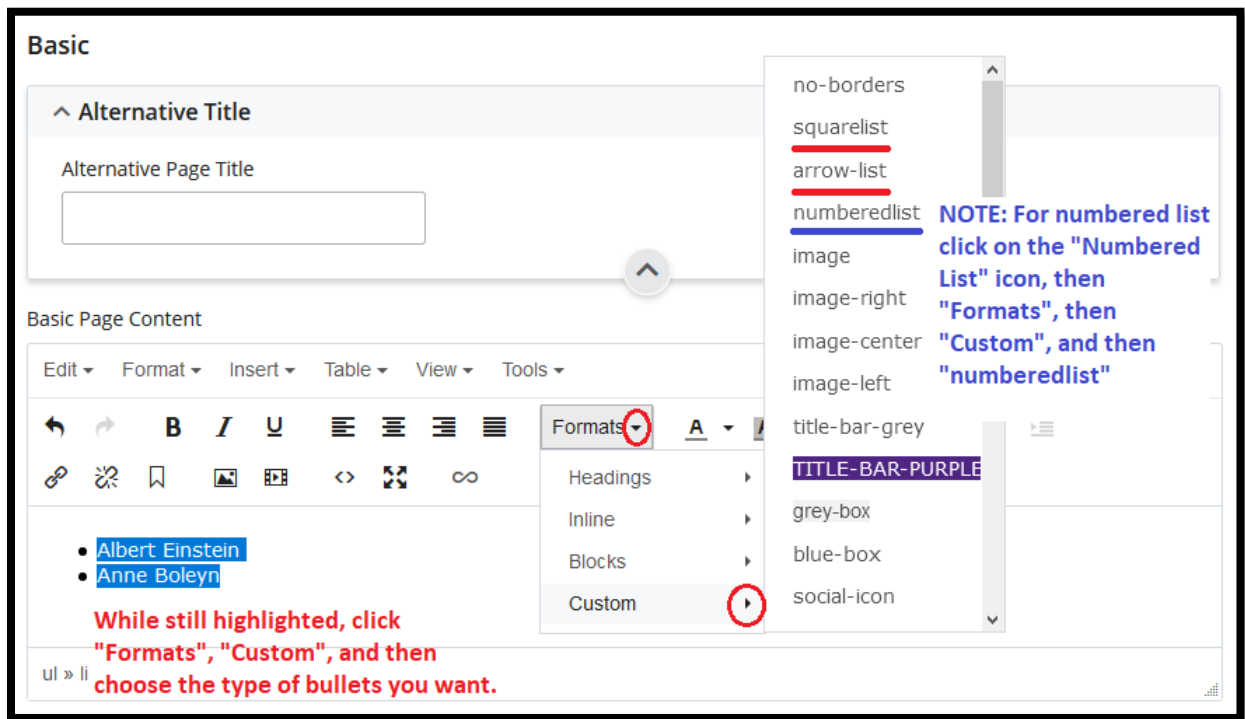 Basic
Alternative Title
Alternative Page Title
Basic Page Content
Edit Format Insert Table View Tools
B I U Formats A
Headings
Inline
Blocks
Custom
no-borders
squarelist
arrow-list
numberedlist
image
image-right
image-center
image-left
title-bar-grey
TITLE-BAR-PURPLE
grey-box
blue-box
social-icon
NOTE: For numbered list
click on the "Numbered
List" icon, then
"Formats", then
"Custom", and then
"numberedlist"
Albert Einstein
Anne Boleyn
While still highlighted, click
"Formats", "Custom", and then
choose the type of bullets you want.
ul » li